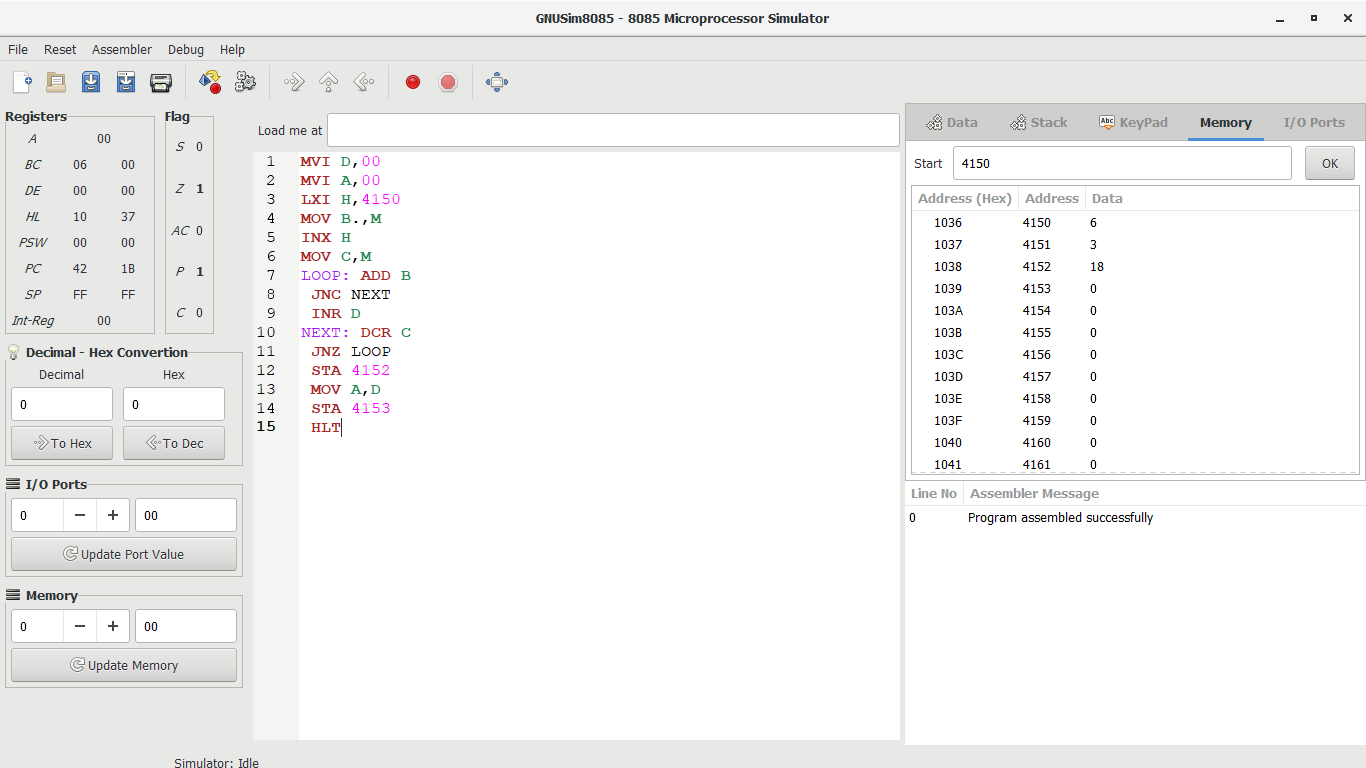 GNUSim8085 - 8085 Microprocessor Simulator
File Reset Assembler Debug Help
Registers
A 00
BC 06 00
DE 00 00
HL 10 37
PSW 00 00
PC 42 1B
SP FF FF
Int-Reg 00
Flag
S 0
Z 1
AC 0
P 1
C 0
Decimal - Hex Convertion
Decimal Hex
0 0
To Hex To Dec
I/O Ports
0 − + 00
Update Port Value
Memory
0 − + 00
Update Memory
Load me at
1 MVI D,00
2 MVI A,00
3 LXI H,4150
4 MOV B.,M
5 INX H
6 MOV C,M
7 LOOP: ADD B
8 JNC NEXT
9 INR D
10 NEXT: DCR C
11 JNZ LOOP
12 STA 4152
13 MOV A,D
14 STA 4153
15 HLT
Data Stack Abc KeyPad Memory I/O Ports
Start 4150 OK
Address (Hex) Address Data
1036 4150 6
1037 4151 3
1038 4152 18
1039 4153 0
103A 4154 0
103B 4155 0
103C 4156 0
103D 4157 0
103E 4158 0
103F 4159 0
1040 4160 0
1041 4161 0
Line No Assembler Message
0 Program assembled successfully
Simulator: Idle